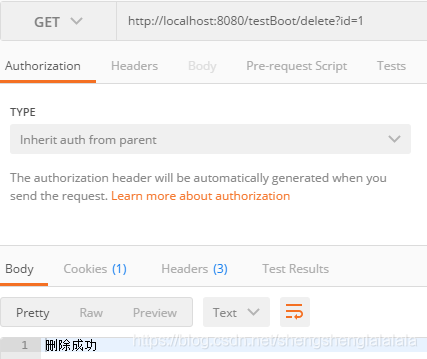 GET http://localhost:8080/testBoot/delete?id=1
Authorization Headers Body Pre-request Script Tests
TYPE
Inherit auth from parent
The authorization header will be automatically generated when you
send the request. Learn more about authorization
Body Cookies (1) Headers (3) Test Results
Pretty Raw Preview Text
1 删除成功
https://blog.csdn.net/shengshenglalalala